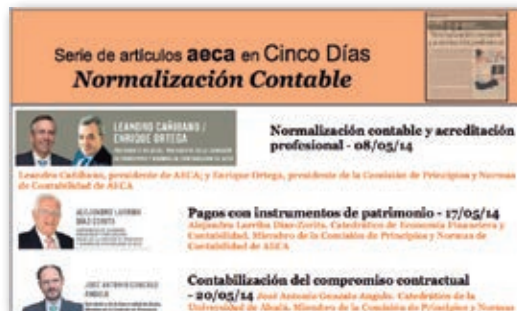 Serie de artículos aeca en Cinco Días
Normalización Contable
LEANDRO CAÑIBANO /
ENRIQUE ORTEGA
Normalización contable y acreditación
profesional - 08/05/14
Leandro Cañibano, presidente de AECA; y Enrique Ortega, presidente de la Comisión de Principios y Normas
de Contabilidad de AECA
ALEJANDRO LARRIBA
DÍAZ-ZORITA
Pagos con instrumentos de patrimonio - 17/05/14
Alejandro Larriba Díaz-Zorita. Catedrático de Economía Financiera y
Contabilidad. Miembro de la Comisión de Principios y Normas de
Contabilidad de AECA
JOSÉ ANTONIO GONZALO
ANGULO
Contabilización del compromiso contractual
- 20/05/14 José Antonio Gonzalo Angulo. Catedrático de la
Universidad de Alcalá. Miembro de la Comisión de Principios y Normas